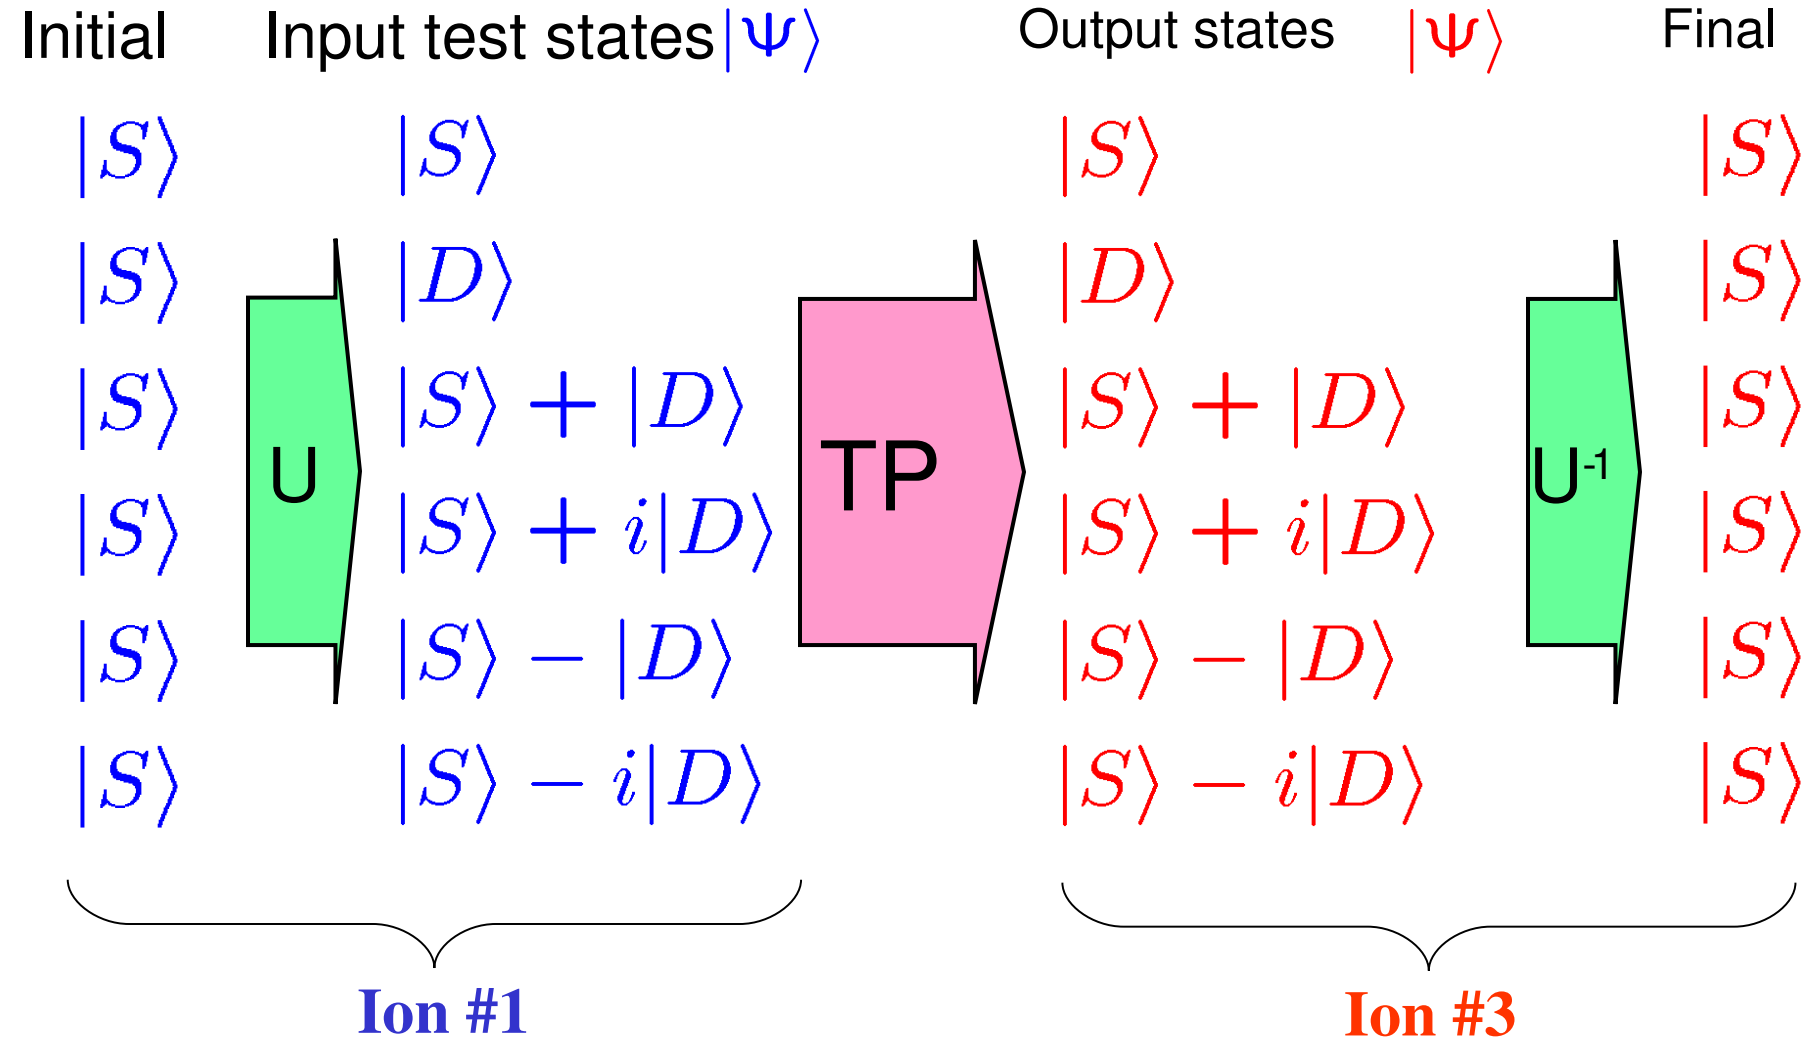 Initial Input test states |Ψ⟩ Output states |Ψ⟩ Final
|S⟩ |S⟩ |S⟩ |S⟩
|S⟩ |D⟩ |D⟩ |S⟩
|S⟩ |S⟩ + |D⟩ |S⟩ + |D⟩ |S⟩
U TP U⁻¹
|S⟩ |S⟩ + i|D⟩ |S⟩ + i|D⟩ |S⟩
|S⟩ |S⟩ − |D⟩ |S⟩ − |D⟩ |S⟩
|S⟩ |S⟩ − i|D⟩ |S⟩ − i|D⟩ |S⟩
Ion #1 Ion #3